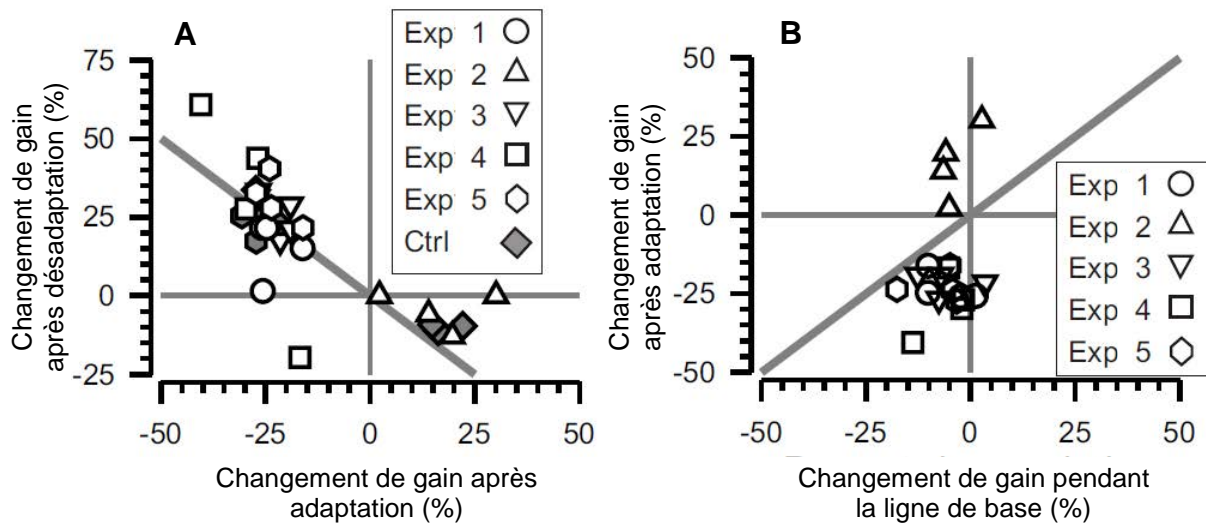 A
Changement de gain
après désadaptation (%)
75
50
25
0
-25
Exp 1
Exp 2
Exp 3
Exp 4
Exp 5
Ctrl
-50
-25
0
25
50
Changement de gain après
adaptation (%)
B
Changement de gain
après adaptation (%)
50
25
0
-25
-50
Exp 1
Exp 2
Exp 3
Exp 4
Exp 5
-50
-25
0
25
50
Changement de gain pendant
la ligne de base (%)